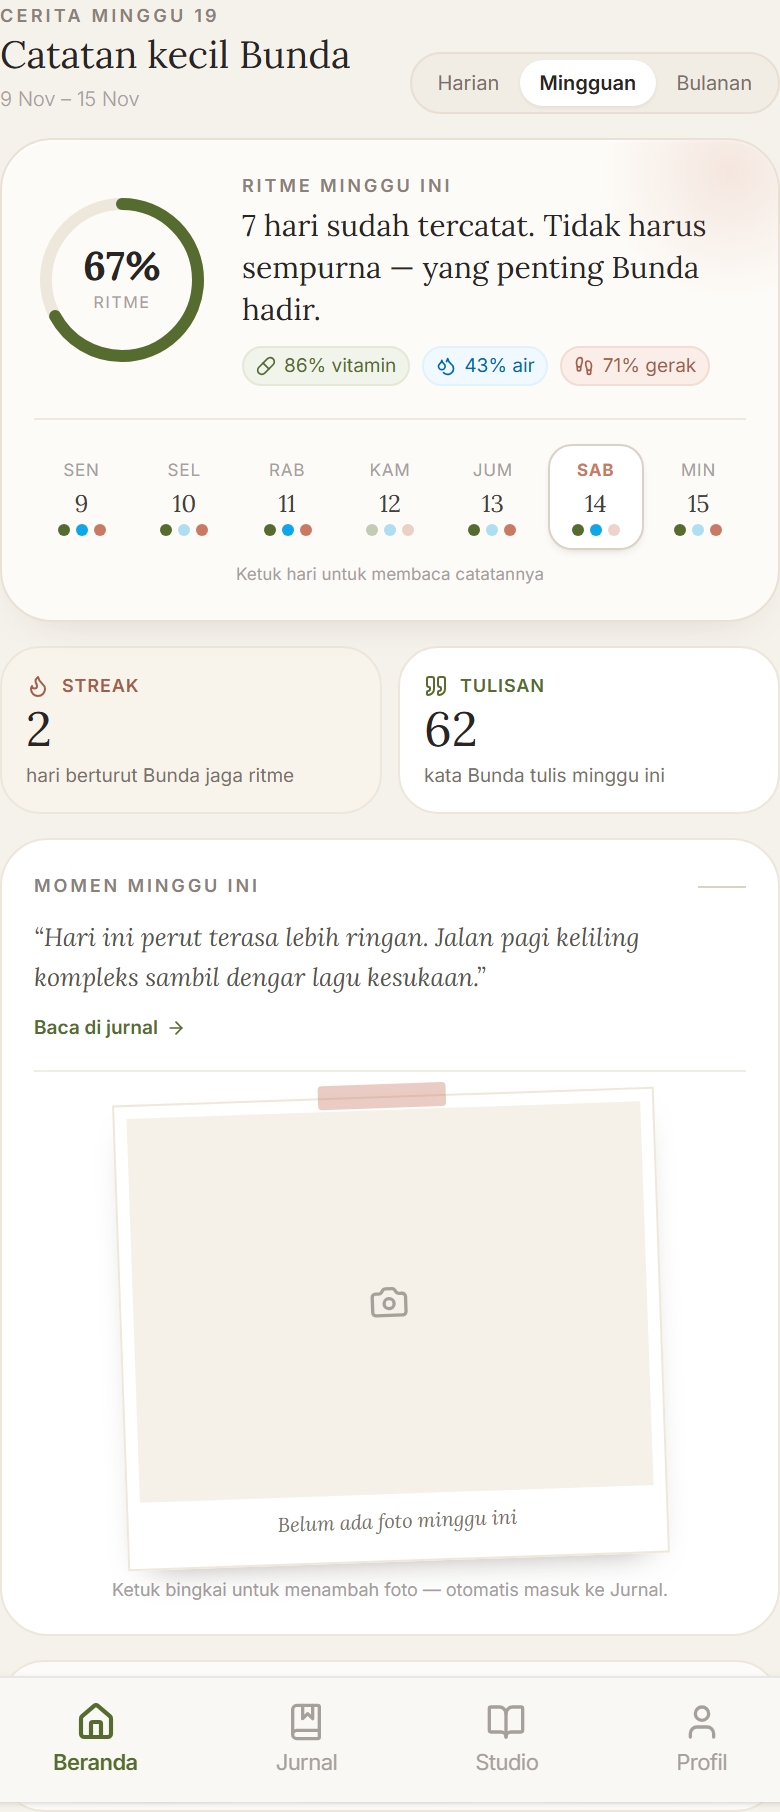 CERITA MINGGU 19
Catatan kecil Bunda
9 Nov – 15 Nov
Harian
Mingguan
Bulanan
67%
RITME
RITME MINGGU INI
7 hari sudah tercatat. Tidak harus
sempurna — yang penting Bunda
hadir.
86% vitamin
43% air
71% gerak
SEN
SEL
RAB
KAM
JUM
SAB
MIN
9
10
11
12
13
14
15
Ketuk hari untuk membaca catatannya
STREAK
2
hari berturut Bunda jaga ritme
TULISAN
62
kata Bunda tulis minggu ini
MOMEN MINGGU INI
“Hari ini perut terasa lebih ringan. Jalan pagi keliling
kompleks sambil dengar lagu kesukaan.”
Baca di jurnal →
Belum ada foto minggu ini
Ketuk bingkai untuk menambah foto — otomatis masuk ke Jurnal.
Beranda
Jurnal
Studio
Profil